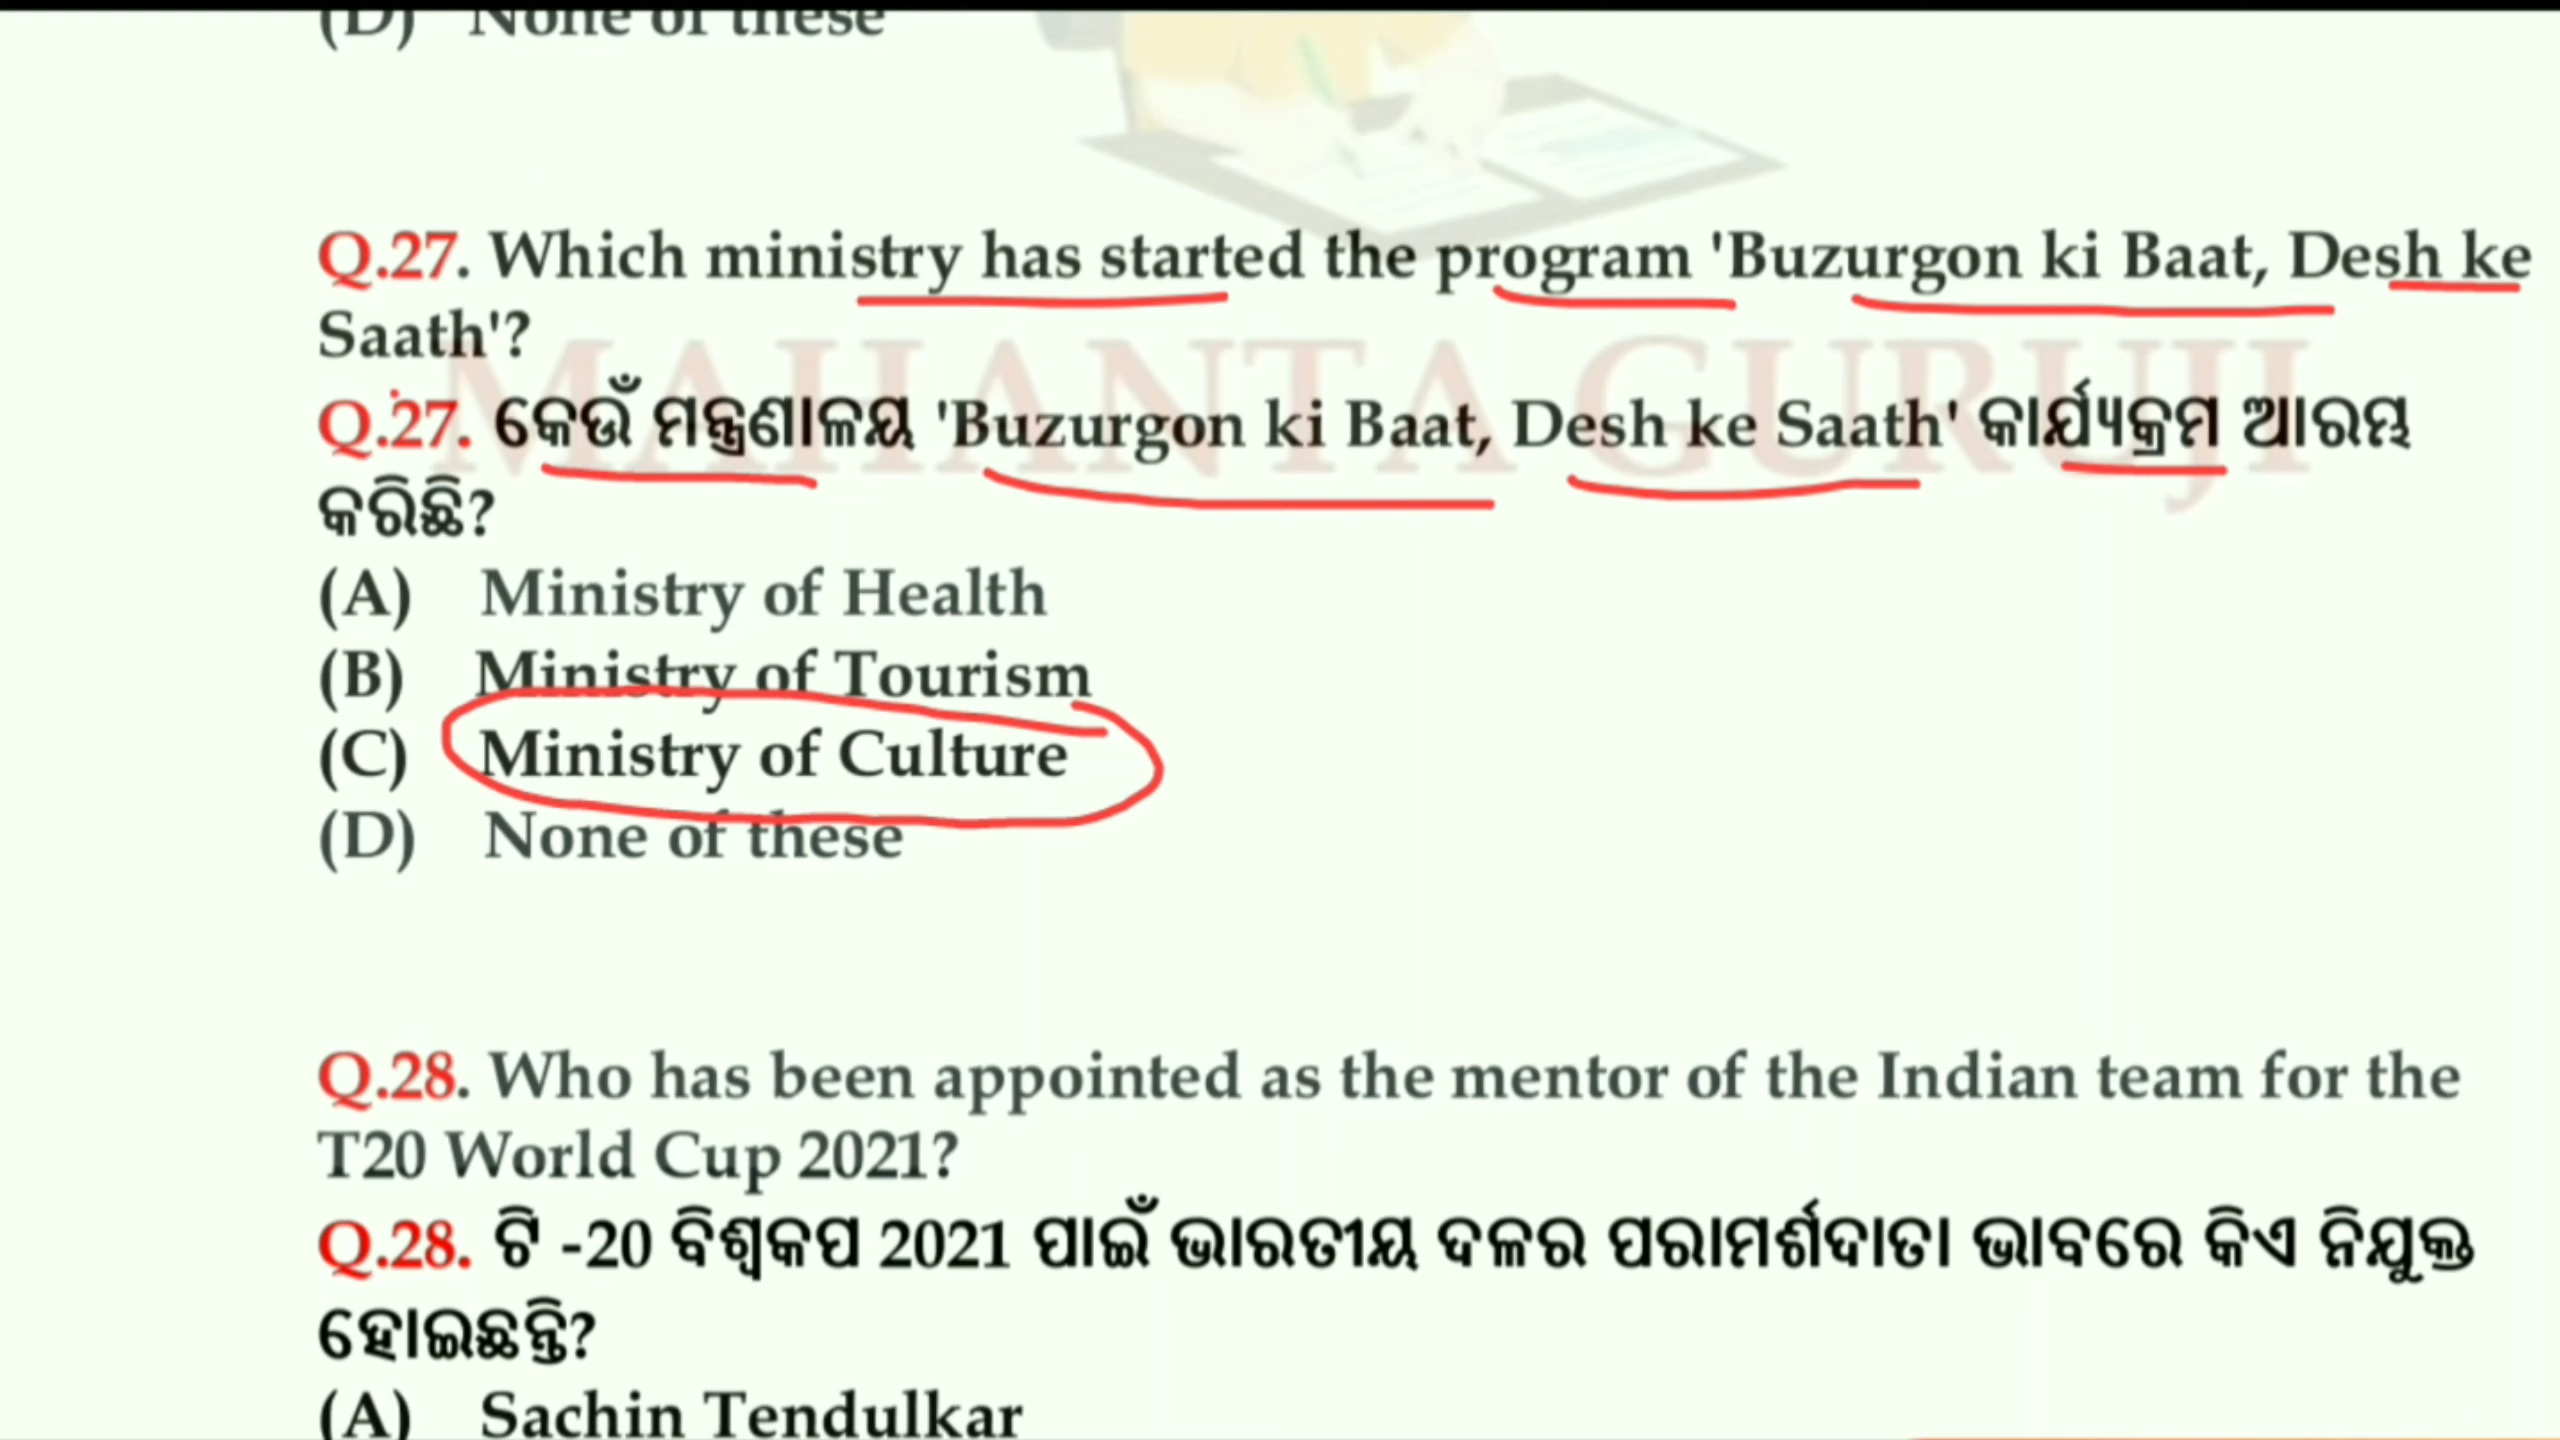 (D) None of these
Q.27. Which ministry has started the program 'Buzurgon ki Baat, Desh ke
Saath'?
MAHANTA GURUJI
Q.27. କେଉଁ ମନ୍ତ୍ରଣାଳୟ 'Buzurgon ki Baat, Desh ke Saath' କାର୍ଯ୍ୟକ୍ରମ ଆରମ୍ଭ
କରିଛି?
(A) Ministry of Health
(B) Ministry of Tourism
(C) Ministry of Culture
(D) None of these
Q.28. Who has been appointed as the mentor of the Indian team for the
T20 World Cup 2021?
Q.28. ଟି -20 ବିଶ୍ୱକପ 2021 ପାଇଁ ଭାରତୀୟ ଦଳର ପରାମର୍ଶଦାତା ଭାବରେ କିଏ ନିଯୁକ୍ତ
ହୋଇଛନ୍ତି?
(A) Sachin Tendulkar